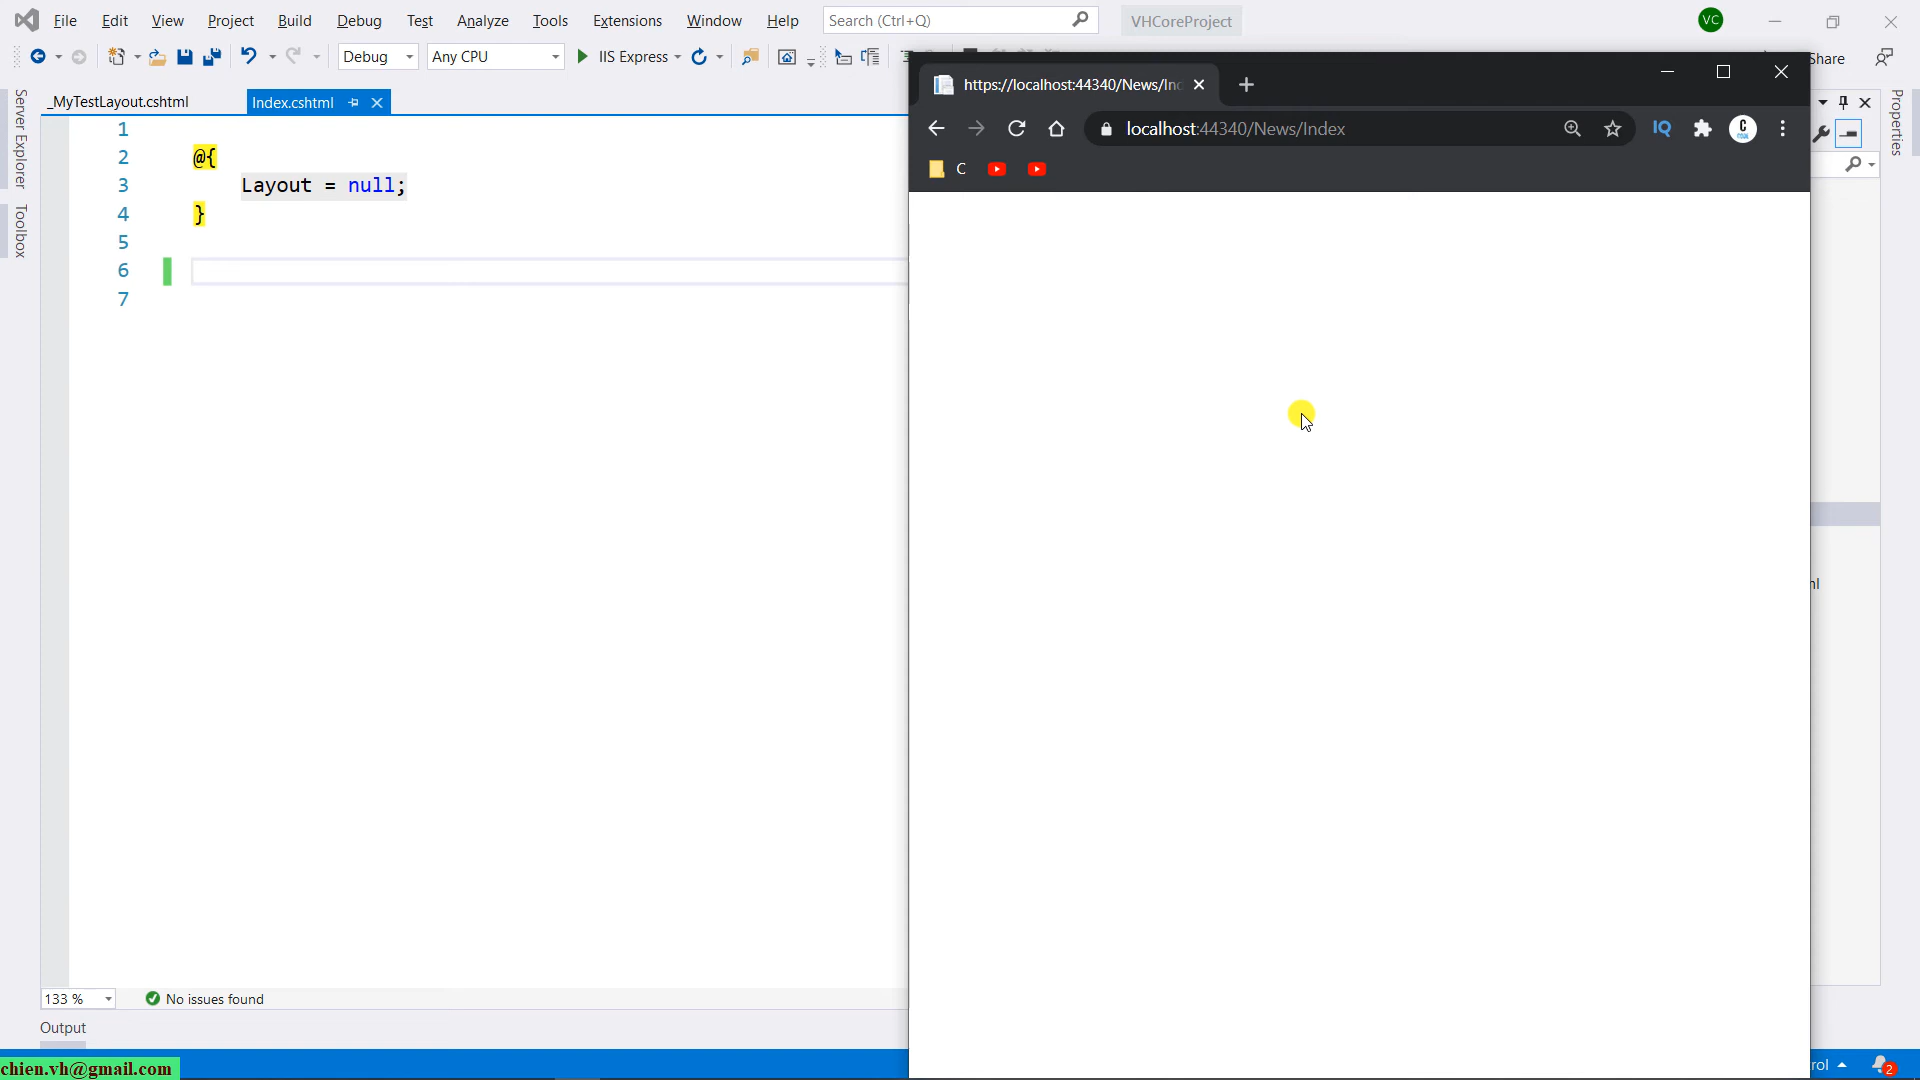 File Edit View Project Build Debug Test Analyze Tools Extensions Window Help Search (Ctrl+Q) VHCoreProject VC
Debug Any CPU IIS Express Share
_MyTestLayout.cshtml Index.cshtml
Server Explorer
Toolbox
Properties
1
2 @{
3 Layout = null;
4 }
5
6
7
https://localhost:44340/News/Ind
localhost:44340/News/Index IQ
C
133 % No issues found
Output
chien.vh@gmail.com
2